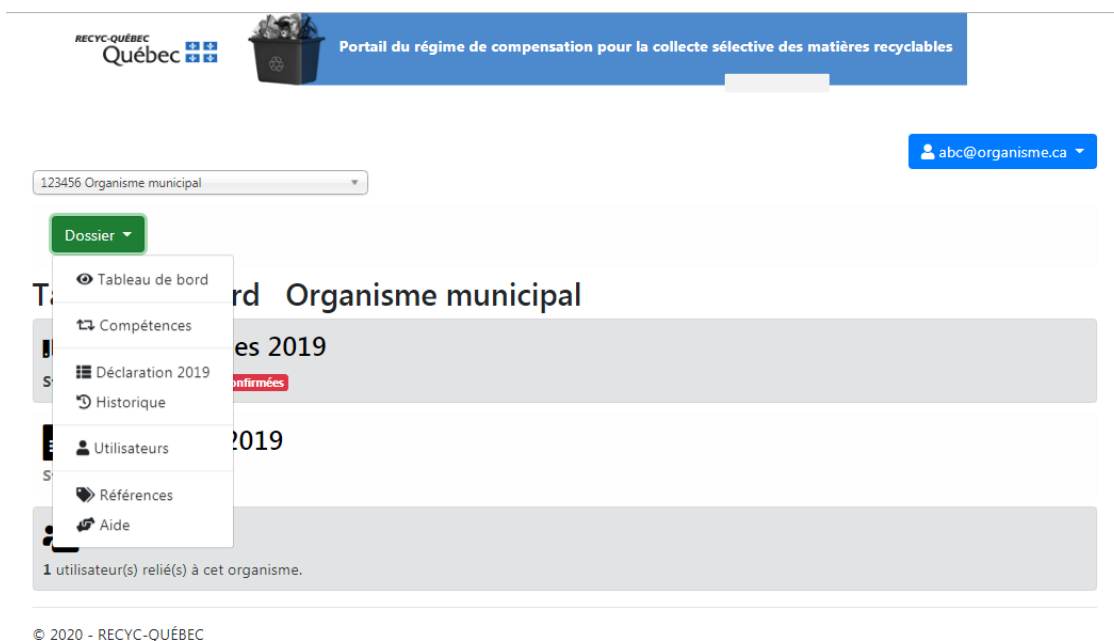 RECYC-QUÉBEC
Québec
Portail du régime de compensation pour la collecte sélective des matières recyclables
abc@organisme.ca
123456 Organisme municipal
Dossier
Tableau de bord
Organisme municipal
Compétences
es 2019
Déclaration 2019
onfirmées
Historique
2019
Utilisateurs
Références
Aide
1 utilisateur(s) relié(s) à cet organisme.
© 2020 - RECYC-QUÉBEC